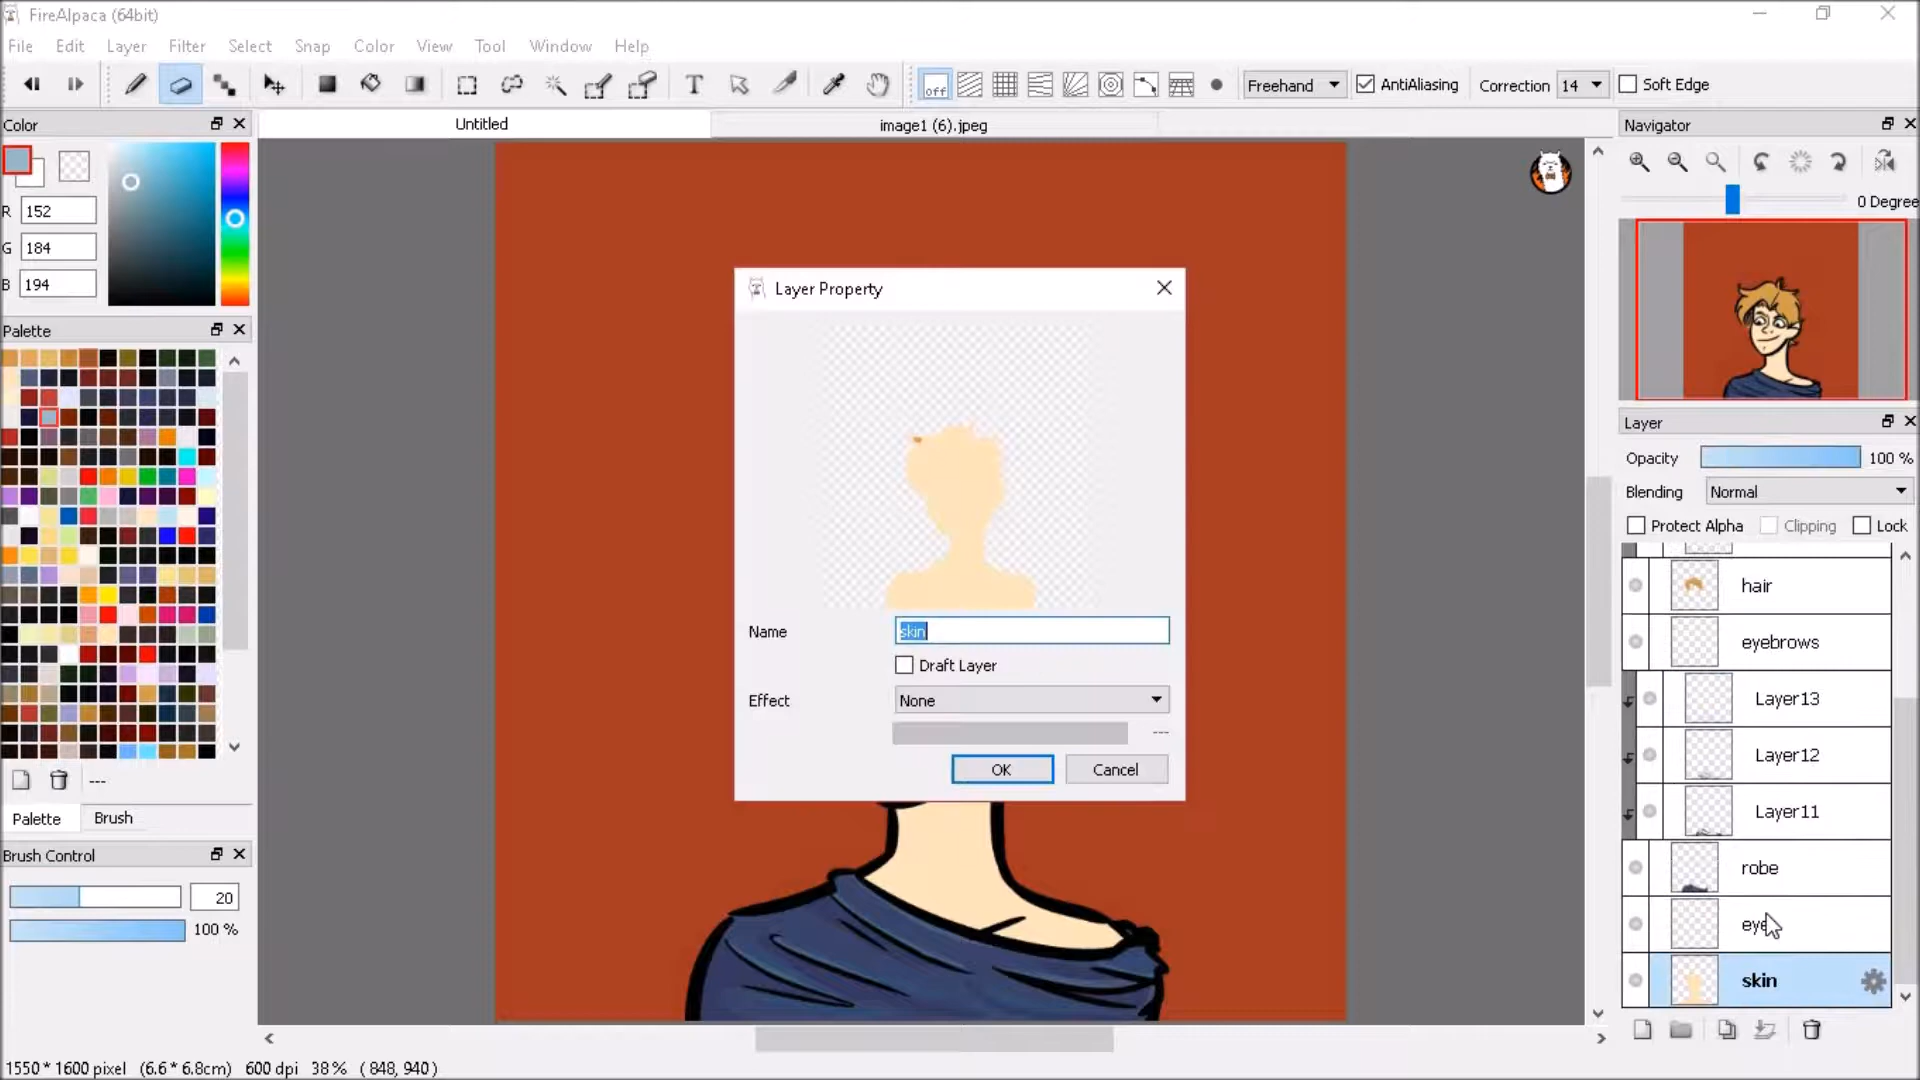 FireAlpaca (64bit)
File Edit Layer Filter Select Snap Color View Tool Window Help
off Freehand AntiAliasing Correction 14 Soft Edge
Color
Untitled
image1 (6).jpeg
Navigator
R 152
G 184
B 194
0 Degree
Layer Property
Palette
Layer
Opacity 100 %
Blending Normal
Protect Alpha Clipping Lock
hair
Name skin
eyebrows
Draft Layer
Effect None
Layer13
---
OK Cancel
Layer12
---
Palette Brush
Layer11
Brush Control
robe
20
100 %
eye
skin
1550 * 1600 pixel (6.6 * 6.8cm) 600 dpi 38 % ( 848, 940 )